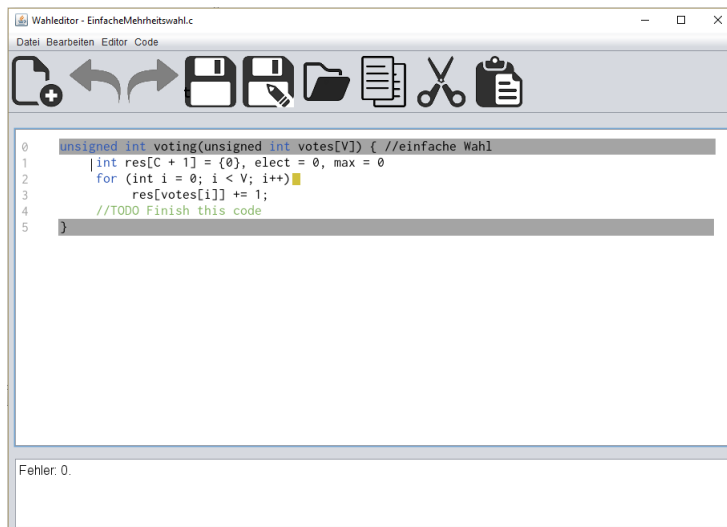 Wahleditor - EinfacheMehrheitswahl.c
Datei Bearbeiten Editor Code
0 unsigned int voting(unsigned int votes[V]) { //einfache Wahl
1 int res[C + 1] = {0}, elect = 0, max = 0
2 for (int i = 0; i < V; i++)
3 res[votes[i]] += 1;
4 //TODO Finish this code
5 }
Fehler: 0.